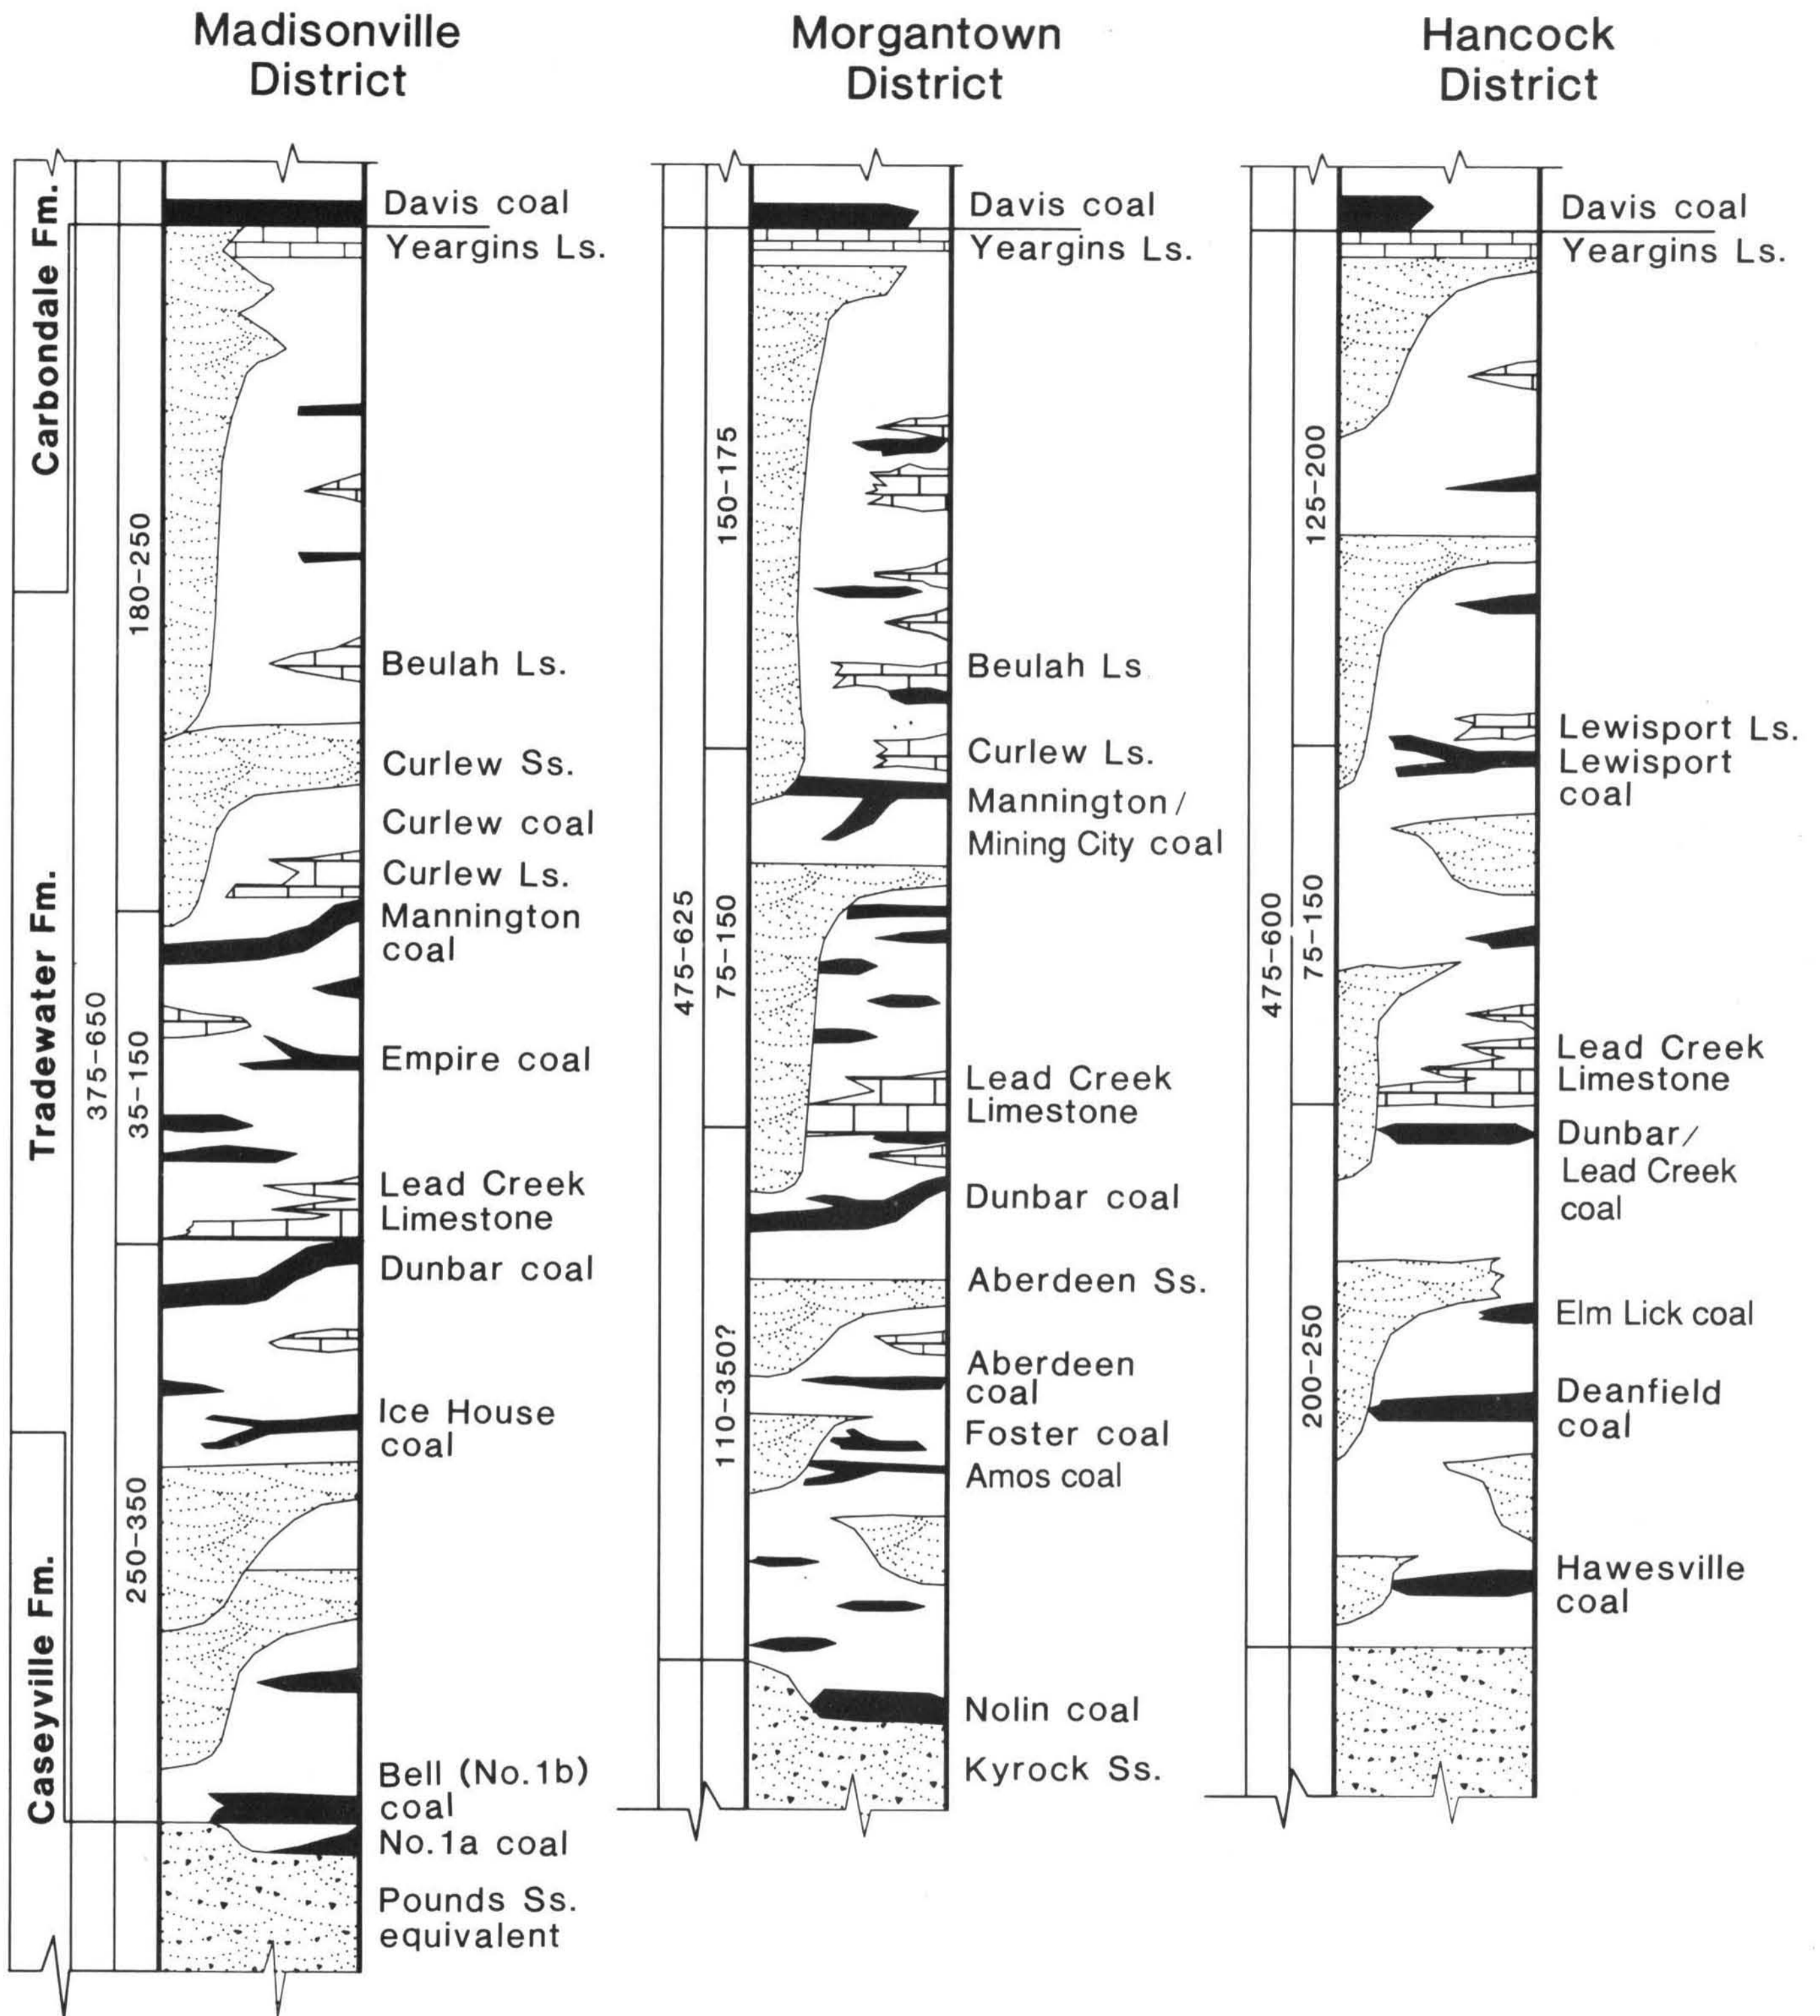 Madisonville
District
Morgantown
District
Hancock
District
Carbondale Fm.
Tradewater Fm.
Caseyville Fm.
375-650
180-250
35-150
250-350
Davis coal
Yeargins Ls.
Beulah Ls.
Curlew Ss.
Curlew coal
Curlew Ls.
Mannington
coal
Empire coal
Lead Creek
Limestone
Dunbar coal
Ice House
coal
Bell (No.1b)
coal
No.1a coal
Pounds Ss.
equivalent
475-625
150-175
75-150
110-350?
Davis coal
Yeargins Ls.
Beulah Ls
Curlew Ls.
Mannington/
Mining City coal
Lead Creek
Limestone
Dunbar coal
Aberdeen Ss.
Aberdeen
coal
Foster coal
Amos coal
Nolin coal
Kyrock Ss.
475-600
125-200
75-150
200-250
Davis coal
Yeargins Ls.
Lewisport Ls.
Lewisport
coal
Lead Creek
Limestone
Dunbar/
Lead Creek
coal
Elm Lick coal
Deanfield
coal
Hawesville
coal